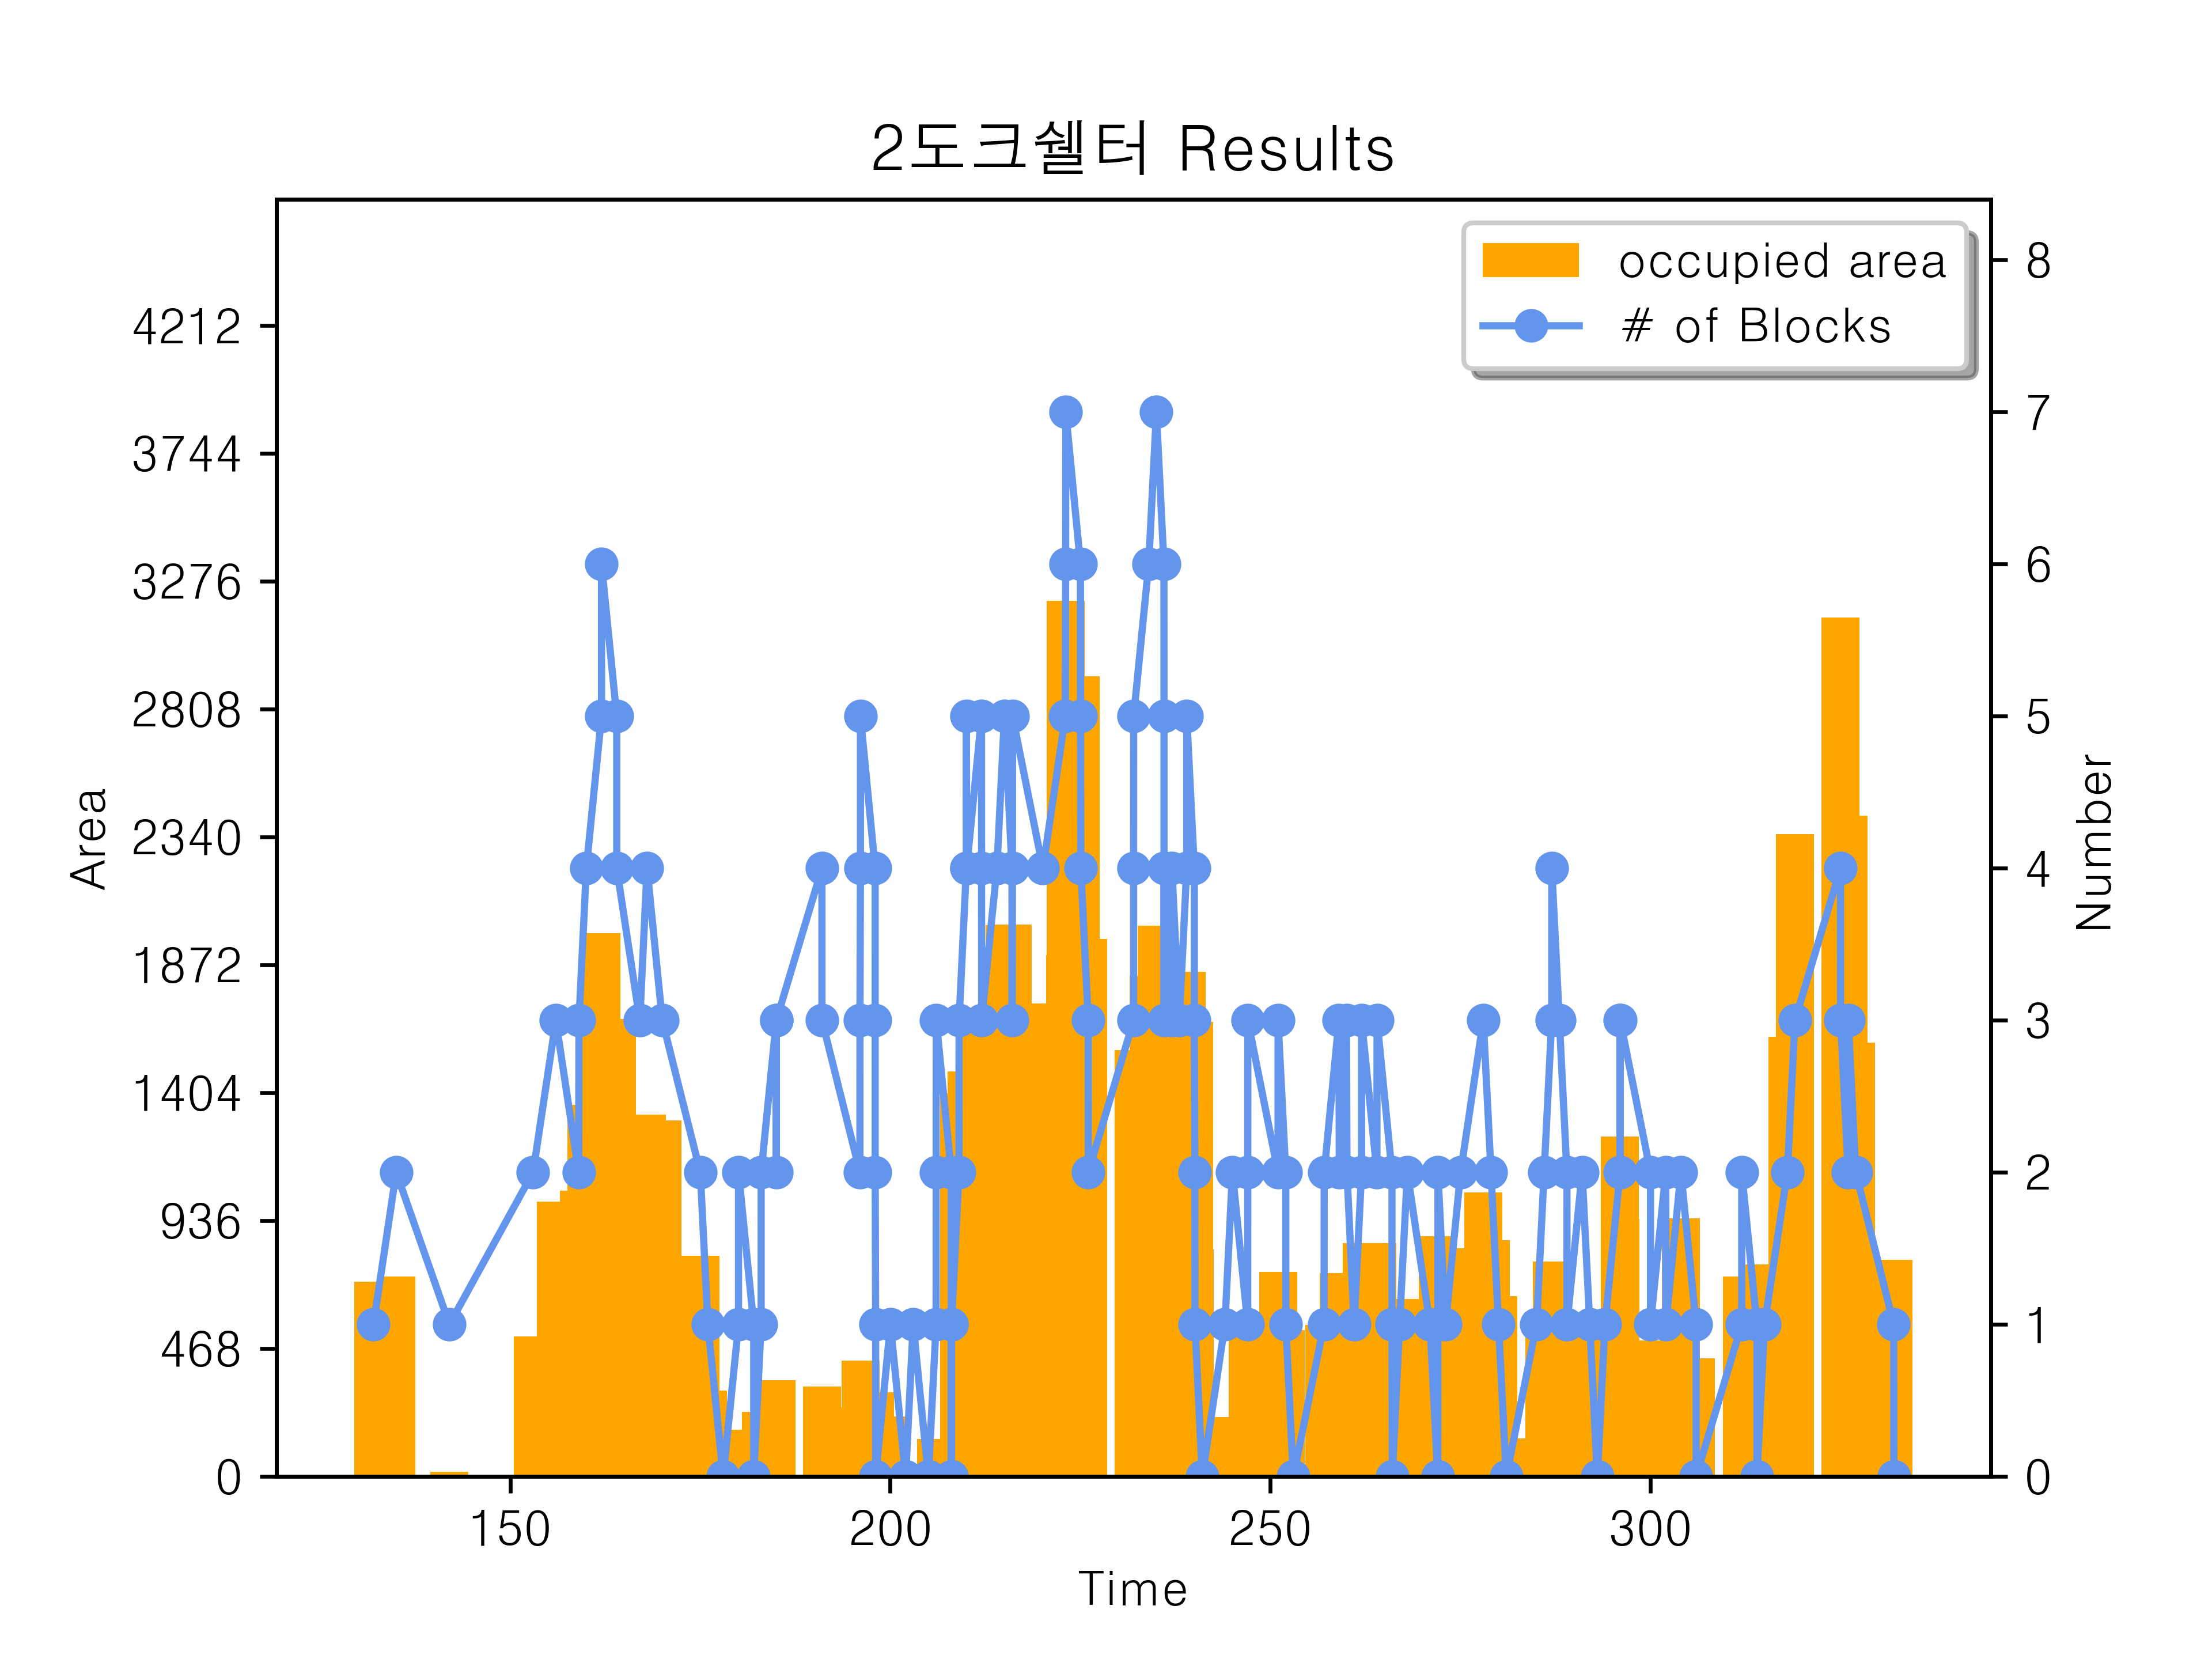 2도크쉘터 Results
occupied area
# of Blocks
Area
4212
3744
3276
2808
2340
1872
1404
936
468
0
8
7
6
5
4
3
2
1
0
Number
150 200 250 300
Time